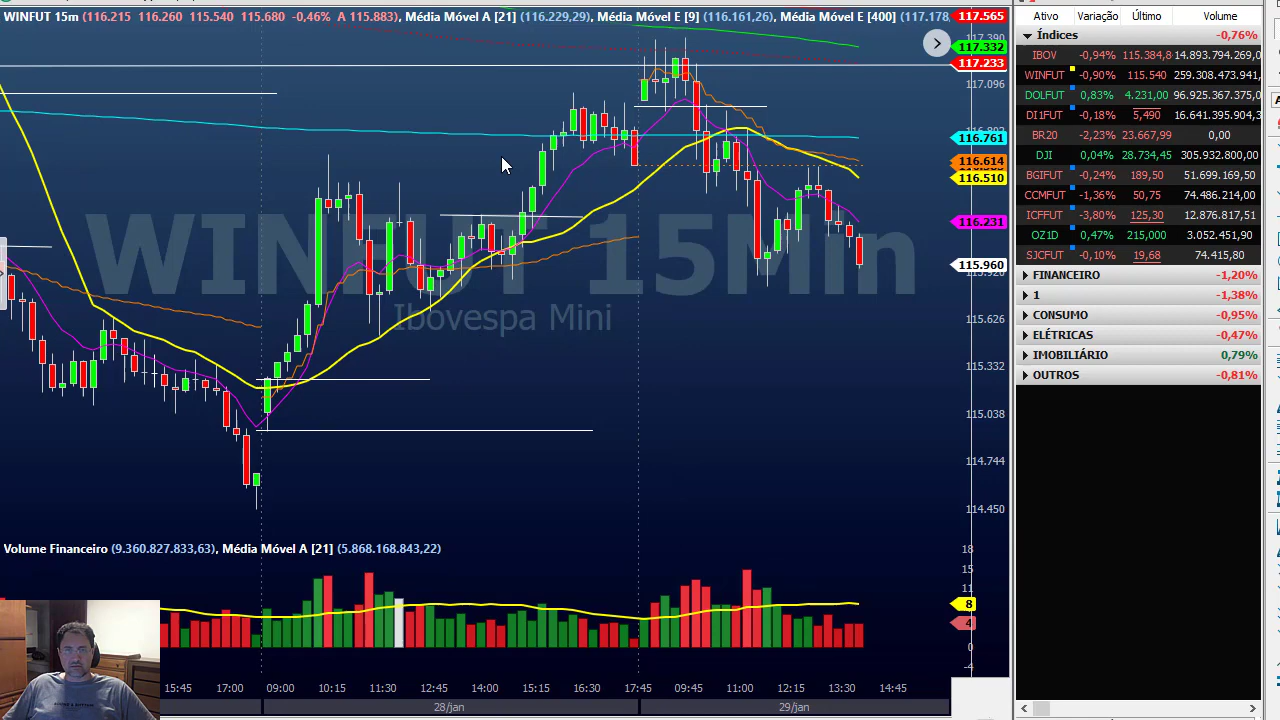 WINFUT 15m (116.215 116.260 115.540 115.680 -0,46% A 115.883), Média Móvel A [21] (116.229,29), Média Móvel E [9] (116.161,26), Média Móvel E [400] (117.178,
117.565
117.390
117.332
117.233
117.096
116.761
116.614
116.510
116.231
115.960
115.626
115.332
115.038
114.744
114.450
WINFUT 15Min
Ibovespa Mini
Volume Financeiro (9.360.827.833,63), Média Móvel A [21] (5.868.168.843,22)
18
15
11
8
4
0
-4
15:45 17:00 09:00 10:15 11:30 12:45 14:00 15:15 16:30 17:45 09:45 11:00 12:15 13:30 14:45
28/jan 29/jan
Ativo Variação Último Volume
Índices -0,76%
IBOV -0,94% 115.384,8 14.893.794.269,0
WINFUT -0,90% 115.540 259.308.473.941,
DOLFUT 0,83% 4.231,00 96.925.367.375,0
DI1FUT -0,18% 5,490 16.641.395.904,3
BR20 -2,23% 23.667,99 0,00
DJI 0,04% 28.734,45 305.932.800,00
BGIFUT -0,24% 189,50 51.699.169,50
CCMFUT -1,36% 50,75 74.486.214,00
ICFFUT -3,80% 125,30 12.876.817,51
OZ1D 0,47% 215,000 3.052.451,90
SJCFUT -0,10% 19,68 74.415,80
FINANCEIRO -1,20%
1 -1,38%
CONSUMO -0,95%
ELÉTRICAS -0,47%
IMOBILIÁRIO 0,79%
OUTROS -0,81%